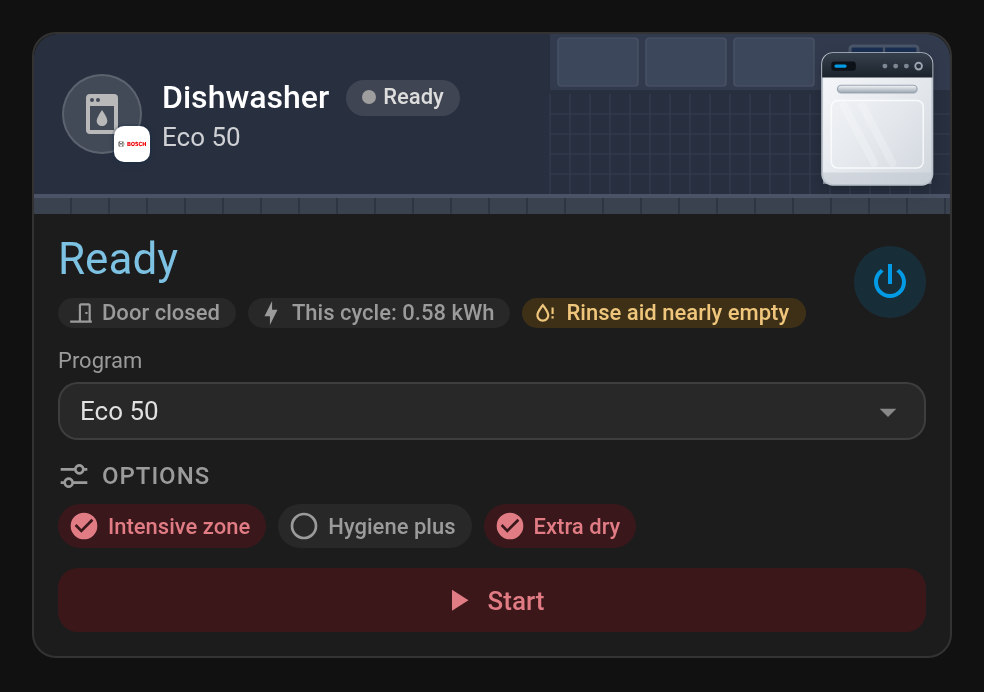 Dishwasher
Ready
Eco 50
BOSCH
Ready
Door closed
This cycle: 0.58 kWh
Rinse aid nearly empty
Program
Eco 50
OPTIONS
Intensive zone
Hygiene plus
Extra dry
Start